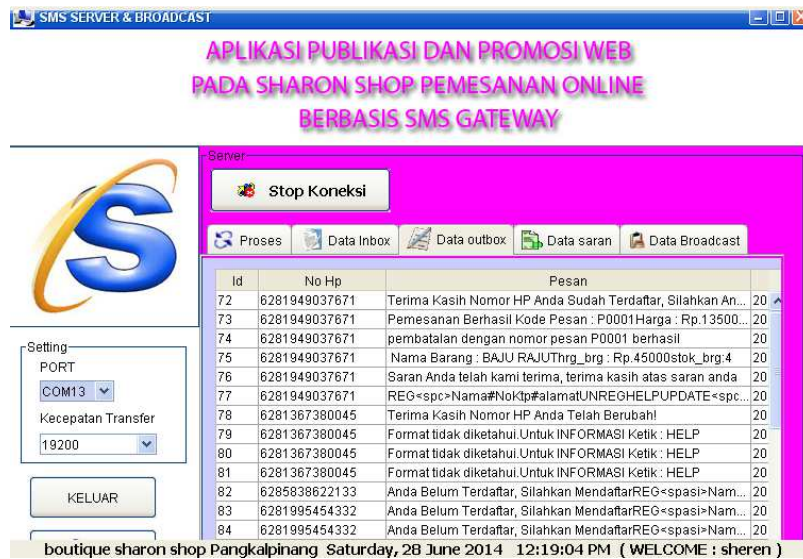 SMS SERVER & BROADCAST
APLIKASI PUBLIKASI DAN PROMOSI WEB
PADA SHARON SHOP PEMESANAN ONLINE
BERBASIS SMS GATEWAY
Server
Stop Koneksi
Proses Data Inbox Data outbox Data saran Data Broadcast
Id No Hp Pesan
72 6281949037671 Terima Kasih Nomor HP Anda Sudah Terdaftar, Silahkan An... 20
73 6281949037671 Pemesanan Berhasil Kode Pesan : P0001Harga : Rp.13500... 20
74 6281949037671 pembatalan dengan nomor pesan P0001 berhasil 20
75 6281949037671 Nama Barang : BAJU RAJUThrg_brg : Rp.45000stok_brg:4 20
76 6281949037671 Saran Anda telah kami terima, terima kasih atas saran anda 20
77 6281949037671 REG<spc>Nama#NoKtp#alamatUNREGHELPUPDATE<spc... 20
78 6281367380045 Terima Kasih Nomor HP Anda Telah Berubah! 20
79 6281367380045 Format tidak diketahui.Untuk INFORMASI Ketik : HELP 20
80 6281367380045 Format tidak diketahui.Untuk INFORMASI Ketik : HELP 20
81 6281367380045 Format tidak diketahui.Untuk INFORMASI Ketik : HELP 20
82 6285838622133 Anda Belum Terdaftar, Silahkan MendaftarREG<spasi>Nam... 20
83 6281995454332 Anda Belum Terdaftar, Silahkan MendaftarREG<spasi>Nam... 20
84 6281995454332 Anda Belum Terdaftar, Silahkan MendaftarREG<spasi>Nam... 20
Setting
PORT
COM13
Kecepatan Transfer
19200
KELUAR
boutique sharon shop Pangkalpinang Saturday, 28 June 2014 12:19:04 PM ( WELCOME : sheren )